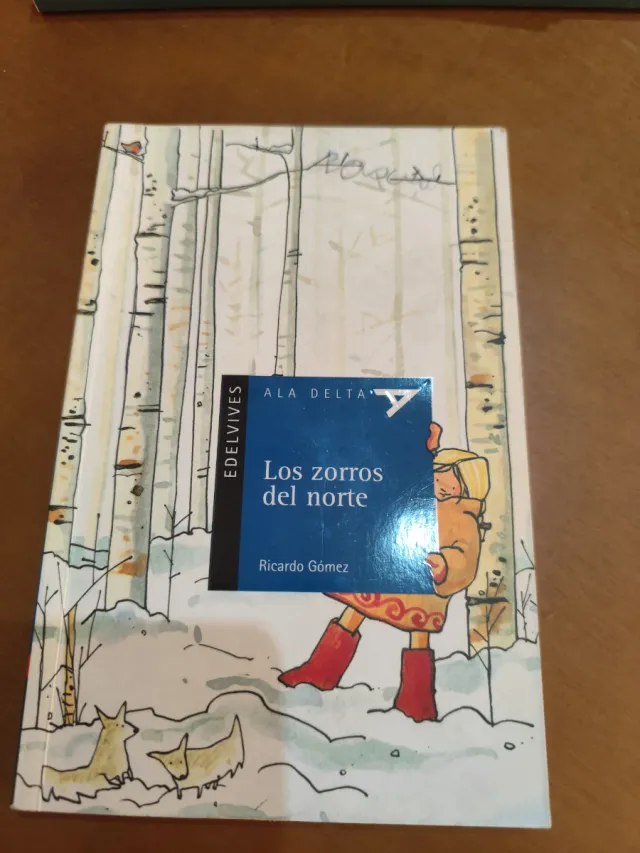 ALA DELTA
EDELVIVES
Los zorros
del norte
Ricardo Gómez